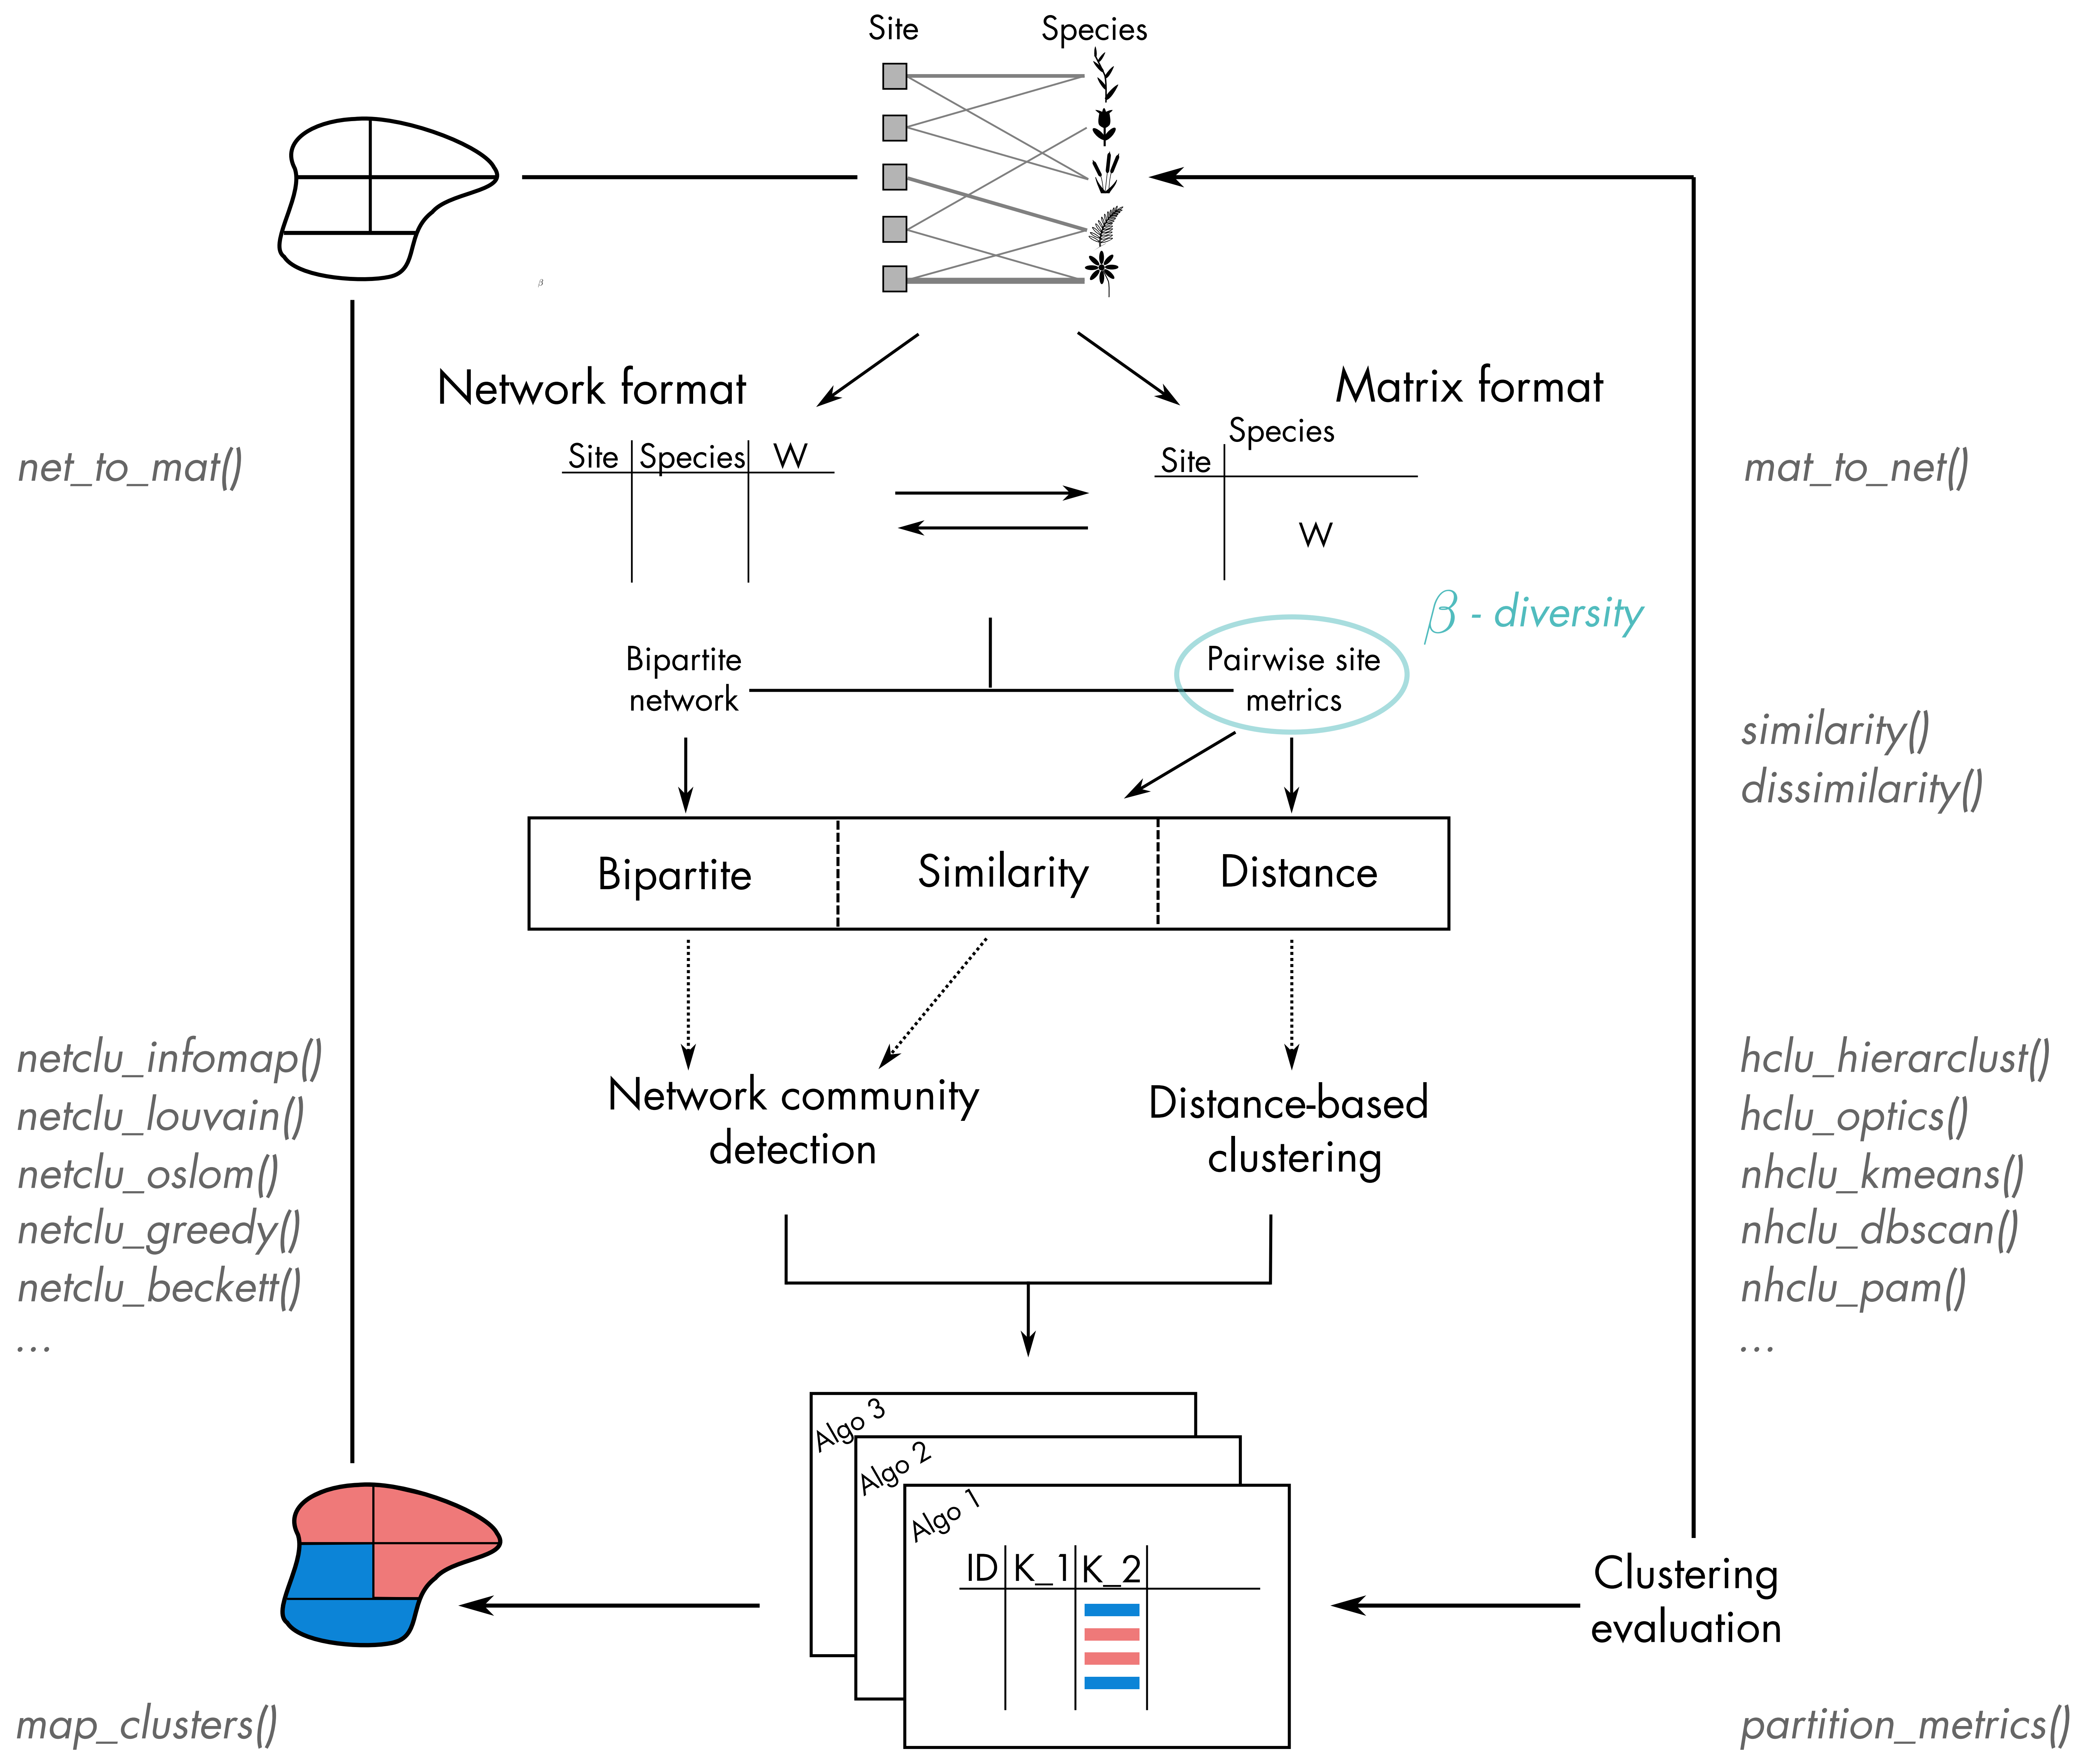 Site
Species
β
Network format
Matrix format
Site Species W
Species
Site
W
net_to_mat()
mat_to_net()
β - diversity
Bipartite
network
Pairwise site
metrics
similarity()
dissimilarity()
Bipartite
Similarity
Distance
netclu_infomap()
netclu_louvain()
netclu_oslom()
netclu_greedy()
netclu_beckett()
...
Network community
detection
Distance-based
clustering
hclu_hierarclust()
hclu_optics()
nhclu_kmeans()
nhclu_dbscan()
nhclu_pam()
...
Algo 3
Algo 2
Algo 1
ID K_1 K_2
Clustering
evaluation
map_clusters()
partition_metrics()